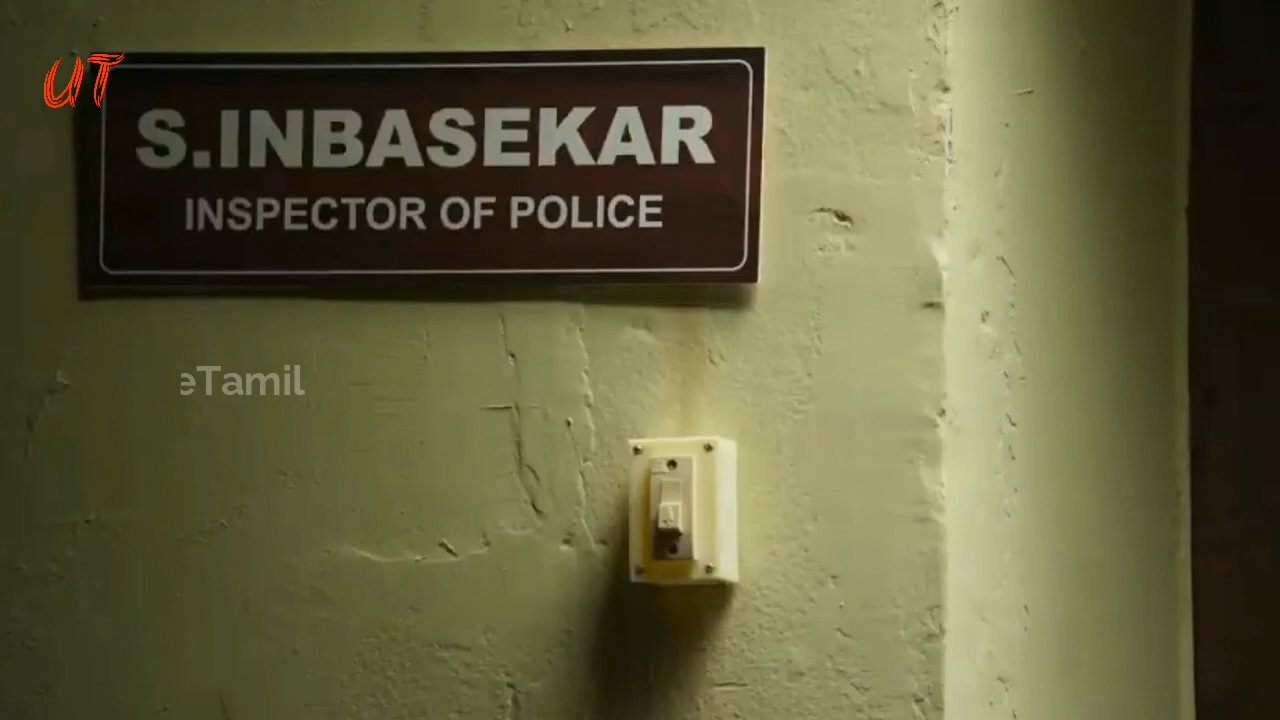 UT
S.INBASEKAR
INSPECTOR OF POLICE
eTamil